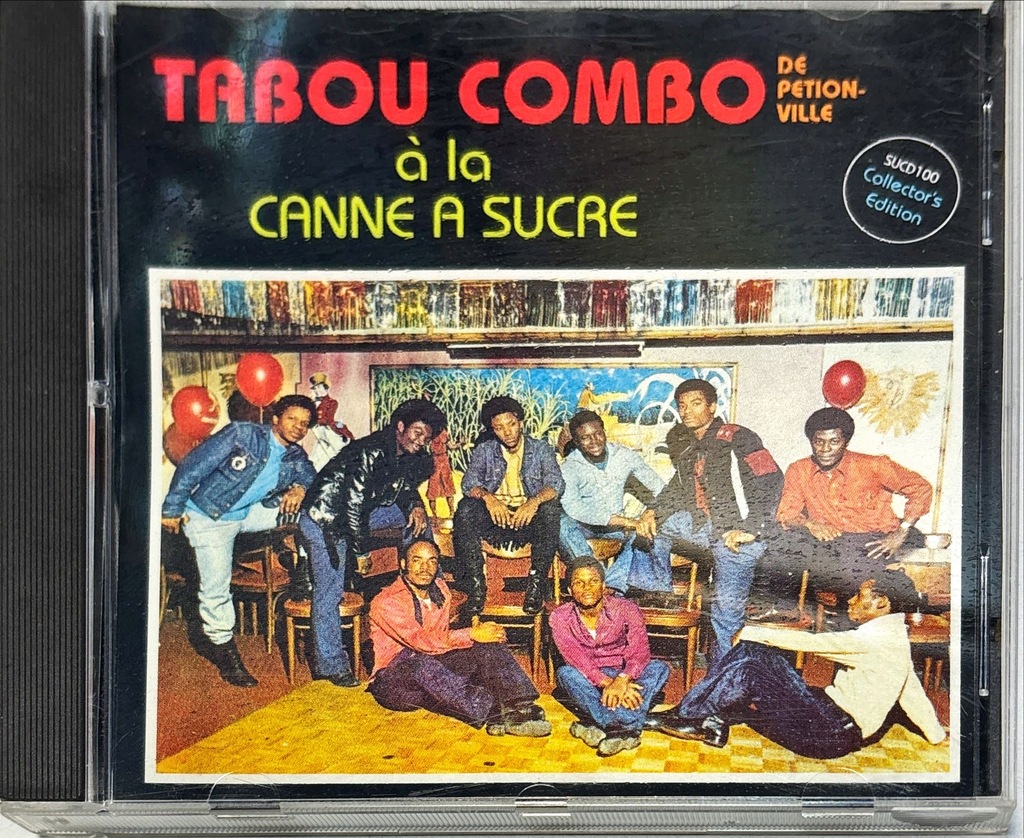 TABOU COMBO
DE
PETION-
VILLE
à la
CANNE A SUCRE
SUCD100
Collector's
Edition